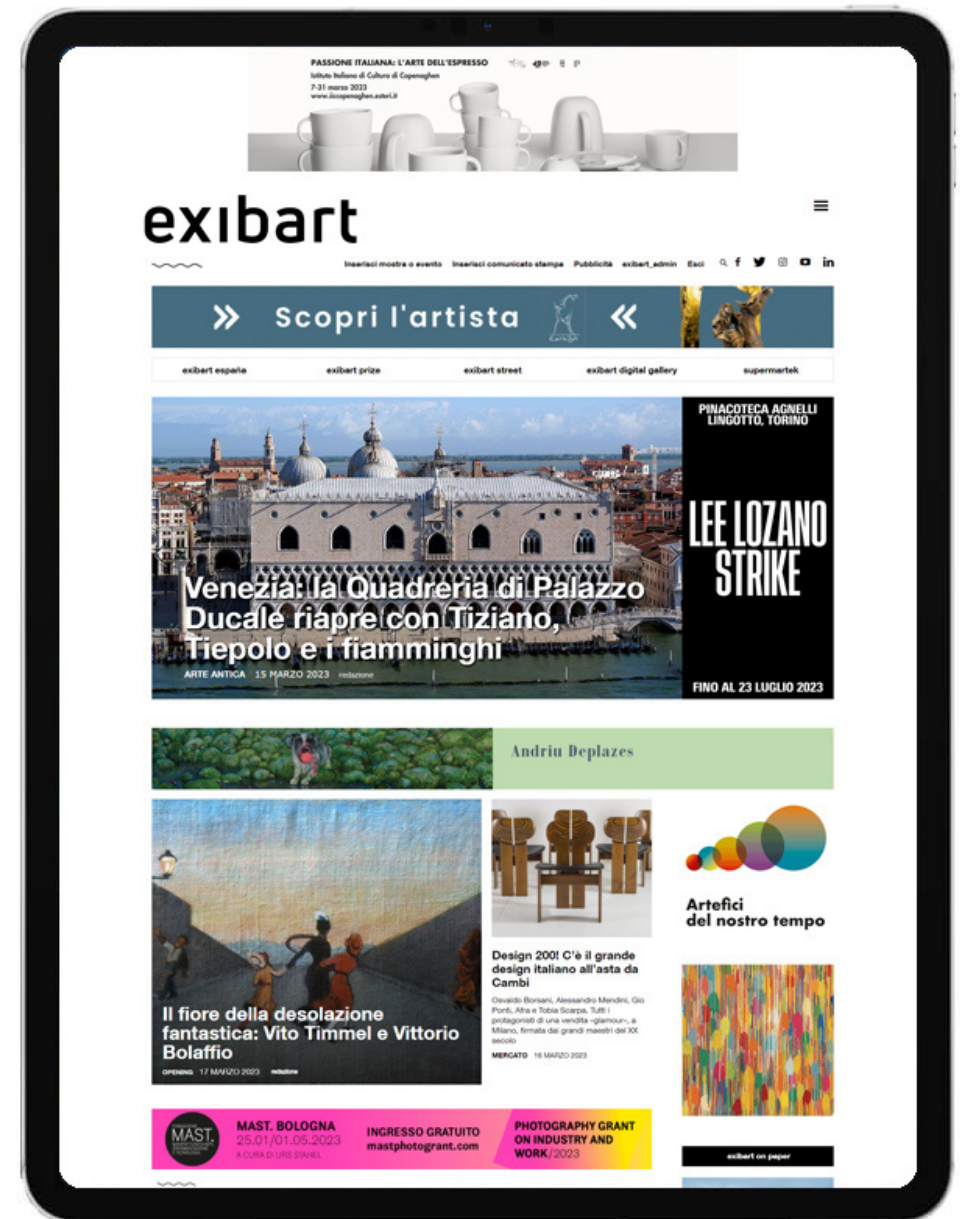 PASSIONE ITALIANA: L'ARTE DELL'ESPRESSO
Istituto Italiano di Cultura di Copenaghen
7-31 marzo 2023
www.iiccopenaghen.esteri.it
exibart
Inserisci mostra o evento Inserisci comunicato stampa Pubblicità exibart_admin Esci
Scopri l'artista
exibart españa exibart prize exibart street exibart digital gallery supermartek
PINACOTECA AGNELLI
LINGOTTO, TORINO
LEE LOZANO
STRIKE
FINO AL 23 LUGLIO 2023
Venezia: la Quadreria di Palazzo
Ducale riapre con Tiziano,
Tiepolo e i fiamminghi
ARTE ANTICA 15 MARZO 2023 redazione
Andriu Deplazes
Il fiore della desolazione
fantastica: Vito Timmel e Vittorio
Bolaffio
OPENING 17 MARZO 2023 redazione
Design 200! C'è il grande
design italiano all'asta da
Cambi
Osvaldo Borsani, Alessandro Mendini, Gio
Ponti, Afra e Tobia Scarpa. Tutti i
protagonisti di una vendita «glamour», a
Milano, firmata dai grandi maestri del XX
secolo
MERCATO 16 MARZO 2023
Artefici
del nostro tempo
MAST.
MAST. BOLOGNA
25.01/01.05.2023
A CURA DI URS STAHEL
INGRESSO GRATUITO
mastphotogrant.com
PHOTOGRAPHY GRANT
ON INDUSTRY AND
WORK/2023
exibart on paper